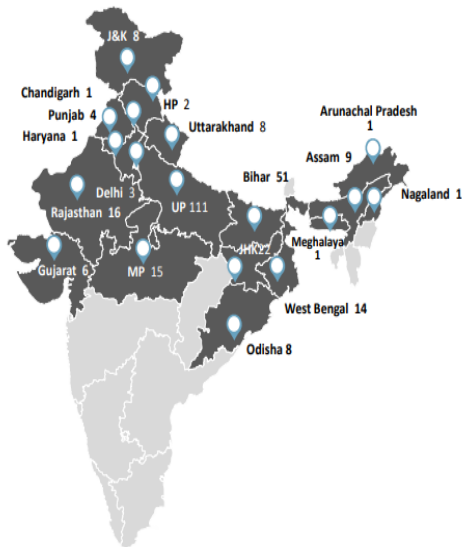 J&K 8
Chandigarh 1
HP 2
Punjab 4
Arunachal Pradesh
1
Haryana 1
Uttarakhand 8
Assam 9
Bihar 51
Delhi 3
Nagaland 1
Rajasthan 16
UP 111
Meghalaya
1
JHK22
Gujarat 6
MP 15
West Bengal 14
Odisha 8